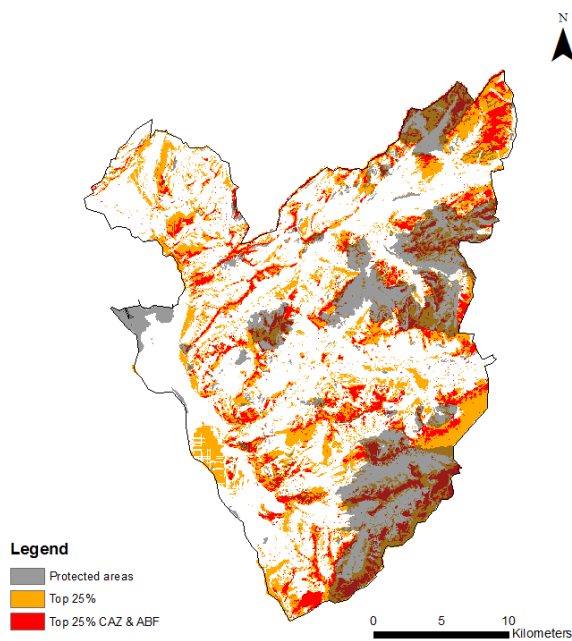 N
Legend
Protected areas
Top 25%
Top 25% CAZ & ABF
0 5 10
Kilometers